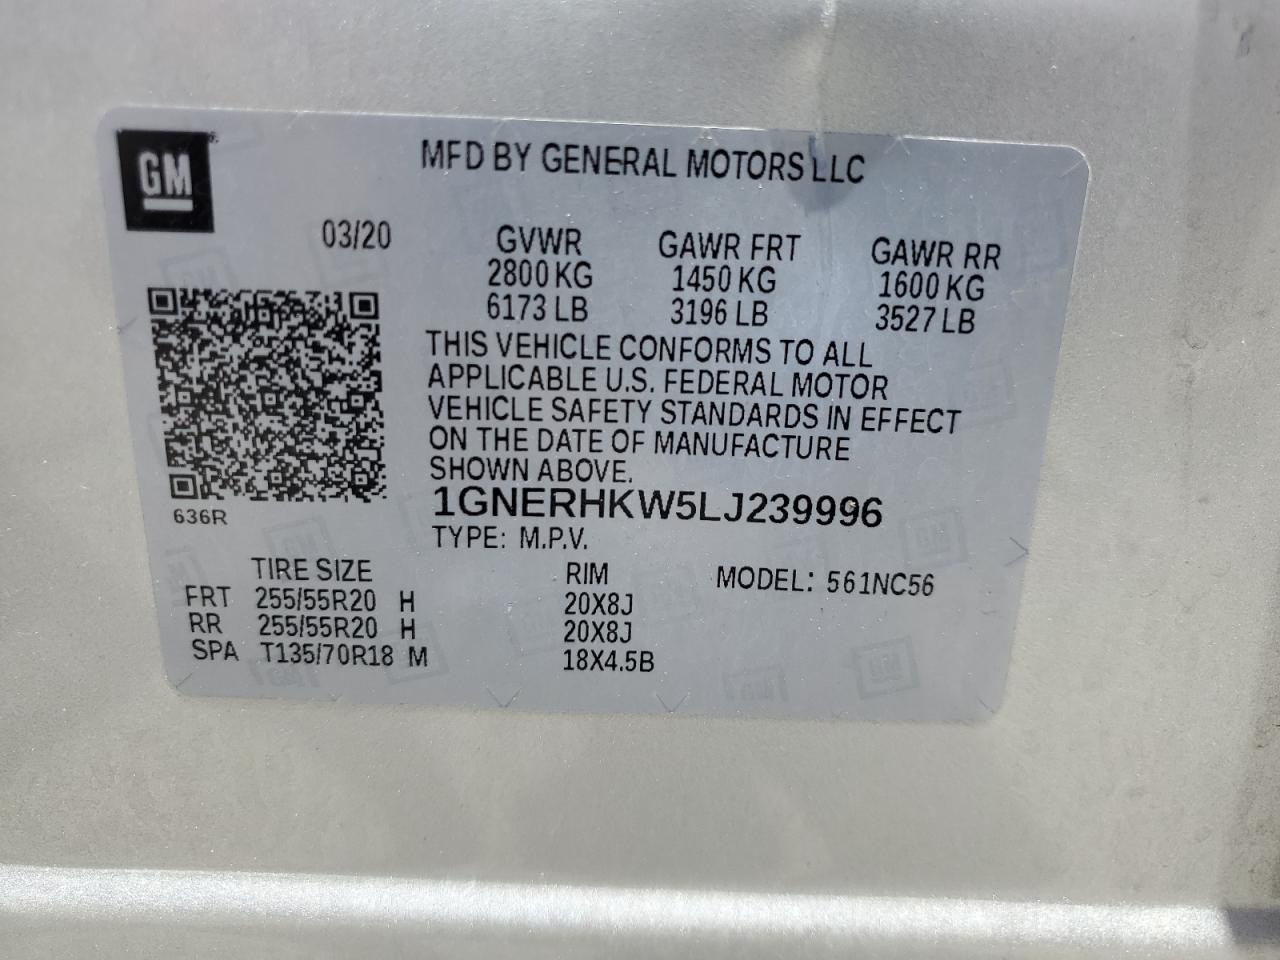 GM
MFD BY GENERAL MOTORS LLC
03/20
GVWR GAWR FRT GAWR RR
2800 KG 1450 KG 1600 KG
6173 LB 3196 LB 3527 LB
THIS VEHICLE CONFORMS TO ALL
APPLICABLE U.S. FEDERAL MOTOR
VEHICLE SAFETY STANDARDS IN EFFECT
ON THE DATE OF MANUFACTURE
SHOWN ABOVE.
1GNERHKW5LJ239996
636R
TYPE: M.P.V.
TIRE SIZE RIM MODEL: 561NC56
FRT 255/55R20 H 20X8J
RR 255/55R20 H 20X8J
SPA T135/70R18 M 18X4.5B